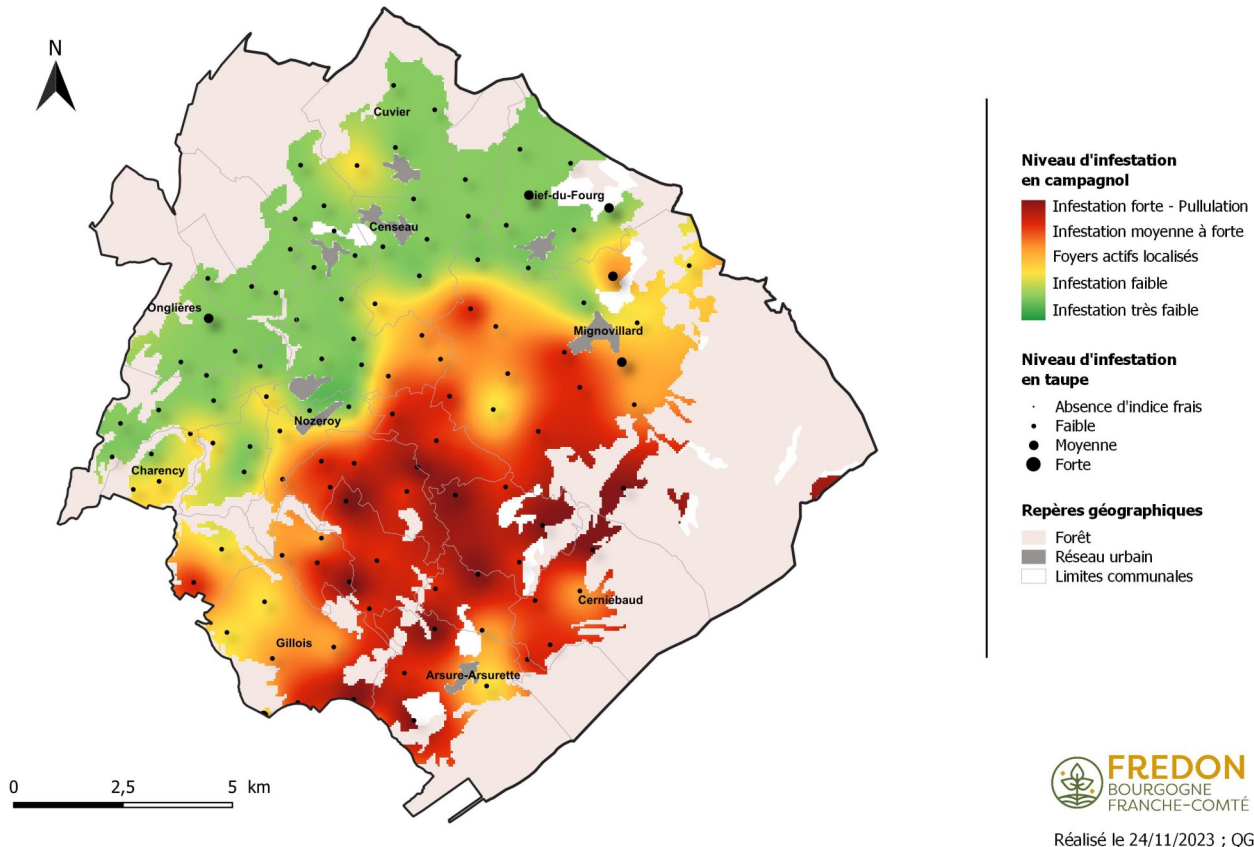 N
Cuvier
Bief-du-Fourg
Censeau
Onglières
Mignovillard
Nozeroy
Charency
Cerniébaud
Gillois
Arsure-Arsurette
0 2,5 5 km
Niveau d'infestation
en campagnol
Infestation forte - Pullulation
Infestation moyenne à forte
Foyers actifs localisés
Infestation faible
Infestation très faible
Niveau d'infestation
en taupe
Absence d'indice frais
Faible
Moyenne
Forte
Repères géographiques
Forêt
Réseau urbain
Limites communales
FREDON
BOURGOGNE
FRANCHE-COMTÉ
Réalisé le 24/11/2023 ; QG